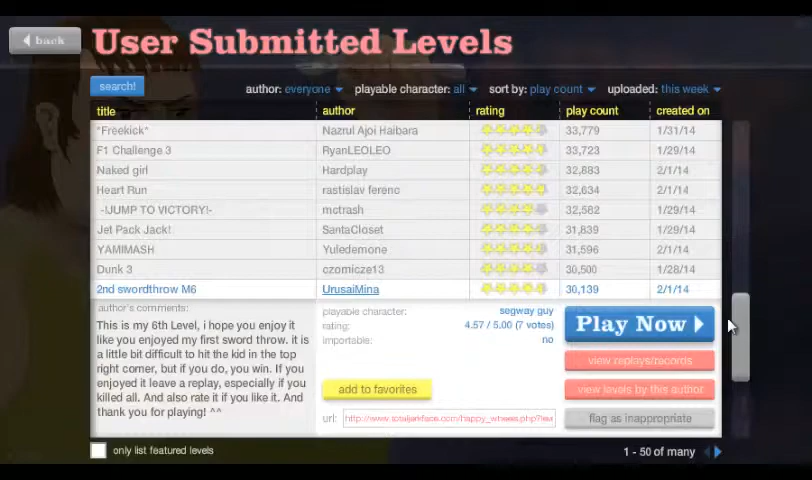 back
User Submitted Levels
search!
author: everyone playable character: all sort by: play count uploaded: this week
title author rating play count created on
*Freekick* Nazrul Ajoi Haibara 33,779 1/31/14
F1 Challenge 3 RyanLEOLEO 33,723 1/29/14
Naked girl Hardplay 32,883 2/1/14
Heart Run rastislav ferenc 32,634 2/1/14
-!JUMP TO VICTORY!- mctrash 32,582 1/29/14
Jet Pack Jack! SantaCloset 31,839 1/29/14
YAMIMASH Yuledemone 31,596 2/1/14
Dunk 3 czomicze13 30,500 1/28/14
2nd swordthrow M6 UrusaiMina 30,139 2/1/14
author's comments:
This is my 6th Level, i hope you enjoy it
like you enjoyed my first sword throw. it is
a little bit difficult to hit the kid in the top
right corner, but if you do, you win. If you
enjoyed it leave a replay, especially if you
killed all. And also rate it if you like it. And
thank you for playing! ^^
playable character: segway guy
rating: 4.57 / 5.00 (7 votes)
importable: no
add to favorites
url: http://www.totaljerkface.com/happy_wheels.php?lev
Play Now
view replays/records
view levels by this author
flag as inappropriate
only list featured levels
1 - 50 of many